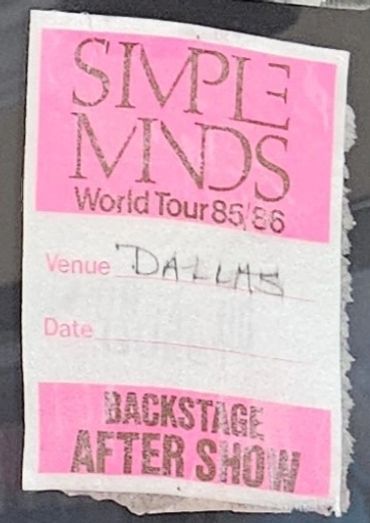 SIMPLE
MINDS
World Tour 85/86
Venue DALLAS
Date
BACKSTAGE
AFTER SHOW